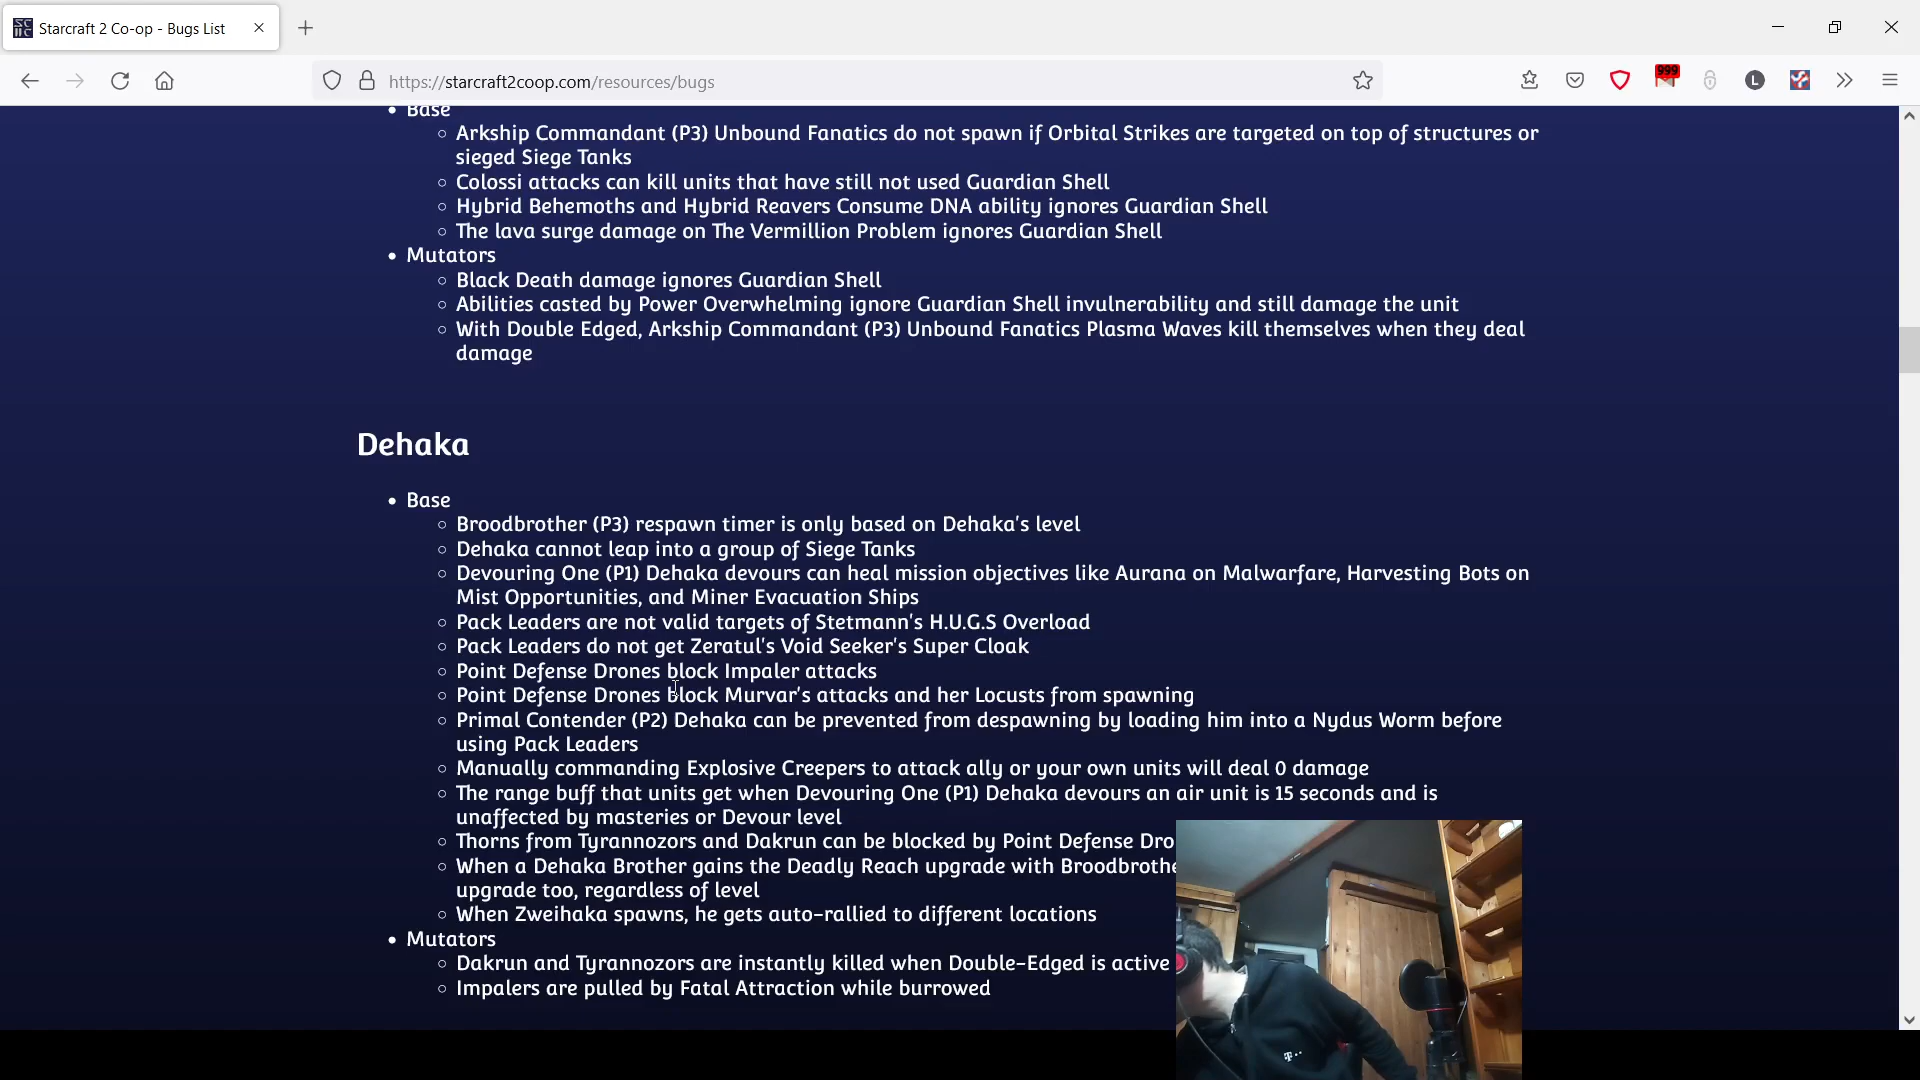 Starcraft 2 Co-op - Bugs List
https://starcraft2coop.com/resources/bugs
999
L
Base
Arkship Commandant (P3) Unbound Fanatics do not spawn if Orbital Strikes are targeted on top of structures or
sieged Siege Tanks
Colossi attacks can kill units that have still not used Guardian Shell
Hybrid Behemoths and Hybrid Reavers Consume DNA ability ignores Guardian Shell
The lava surge damage on The Vermillion Problem ignores Guardian Shell
Mutators
Black Death damage ignores Guardian Shell
Abilities casted by Power Overwhelming ignore Guardian Shell invulnerability and still damage the unit
With Double Edged, Arkship Commandant (P3) Unbound Fanatics Plasma Waves kill themselves when they deal
damage
Dehaka
Base
Broodbrother (P3) respawn timer is only based on Dehaka's level
Dehaka cannot leap into a group of Siege Tanks
Devouring One (P1) Dehaka devours can heal mission objectives like Aurana on Malwarfare, Harvesting Bots on
Mist Opportunities, and Miner Evacuation Ships
Pack Leaders are not valid targets of Stetmann's H.U.G.S Overload
Pack Leaders do not get Zeratul's Void Seeker's Super Cloak
Point Defense Drones block Impaler attacks
Point Defense Drones block Murvar's attacks and her Locusts from spawning
Primal Contender (P2) Dehaka can be prevented from despawning by loading him into a Nydus Worm before
using Pack Leaders
Manually commanding Explosive Creepers to attack ally or your own units will deal 0 damage
The range buff that units get when Devouring One (P1) Dehaka devours an air unit is 15 seconds and is
unaffected by masteries or Devour level
Thorns from Tyrannozors and Dakrun can be blocked by Point Defense Dro
When a Dehaka Brother gains the Deadly Reach upgrade with Broodbrothe
upgrade too, regardless of level
When Zweihaka spawns, he gets auto-rallied to different locations
Mutators
Dakrun and Tyrannozors are instantly killed when Double-Edged is active
Impalers are pulled by Fatal Attraction while burrowed